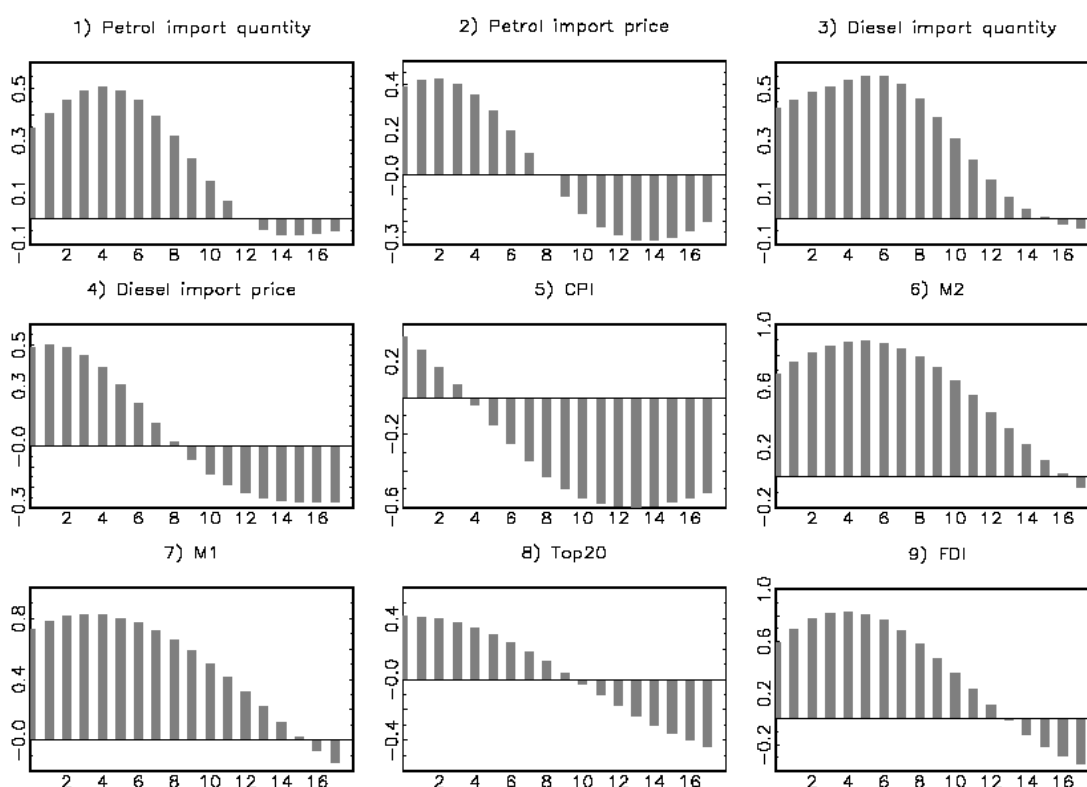 1) Petrol import quantity
2) Petrol import price
3) Diesel import quantity
0.5
0.3
0.1
−0.1
2 4 6 8 10 12 14 16
0.4
0.2
−0.0
−0.3
2 4 6 8 10 12 14 16
0.5
0.3
0.1
−0.1
2 4 6 8 10 12 14 16
4) Diesel import price
5) CPI
6) M2
0.5
0.3
−0.0
−0.3
2 4 6 8 10 12 14 16
0.2
−0.2
−0.6
2 4 6 8 10 12 14 16
1.0
0.6
0.2
−0.2
2 4 6 8 10 12 14 16
7) M1
8) Top20
9) FDI
0.8
0.4
−0.0
2 4 6 8 10 12 14 16
0.4
−0.0
−0.4
2 4 6 8 10 12 14 16
1.0
0.6
0.2
−0.2
2 4 6 8 10 12 14 16